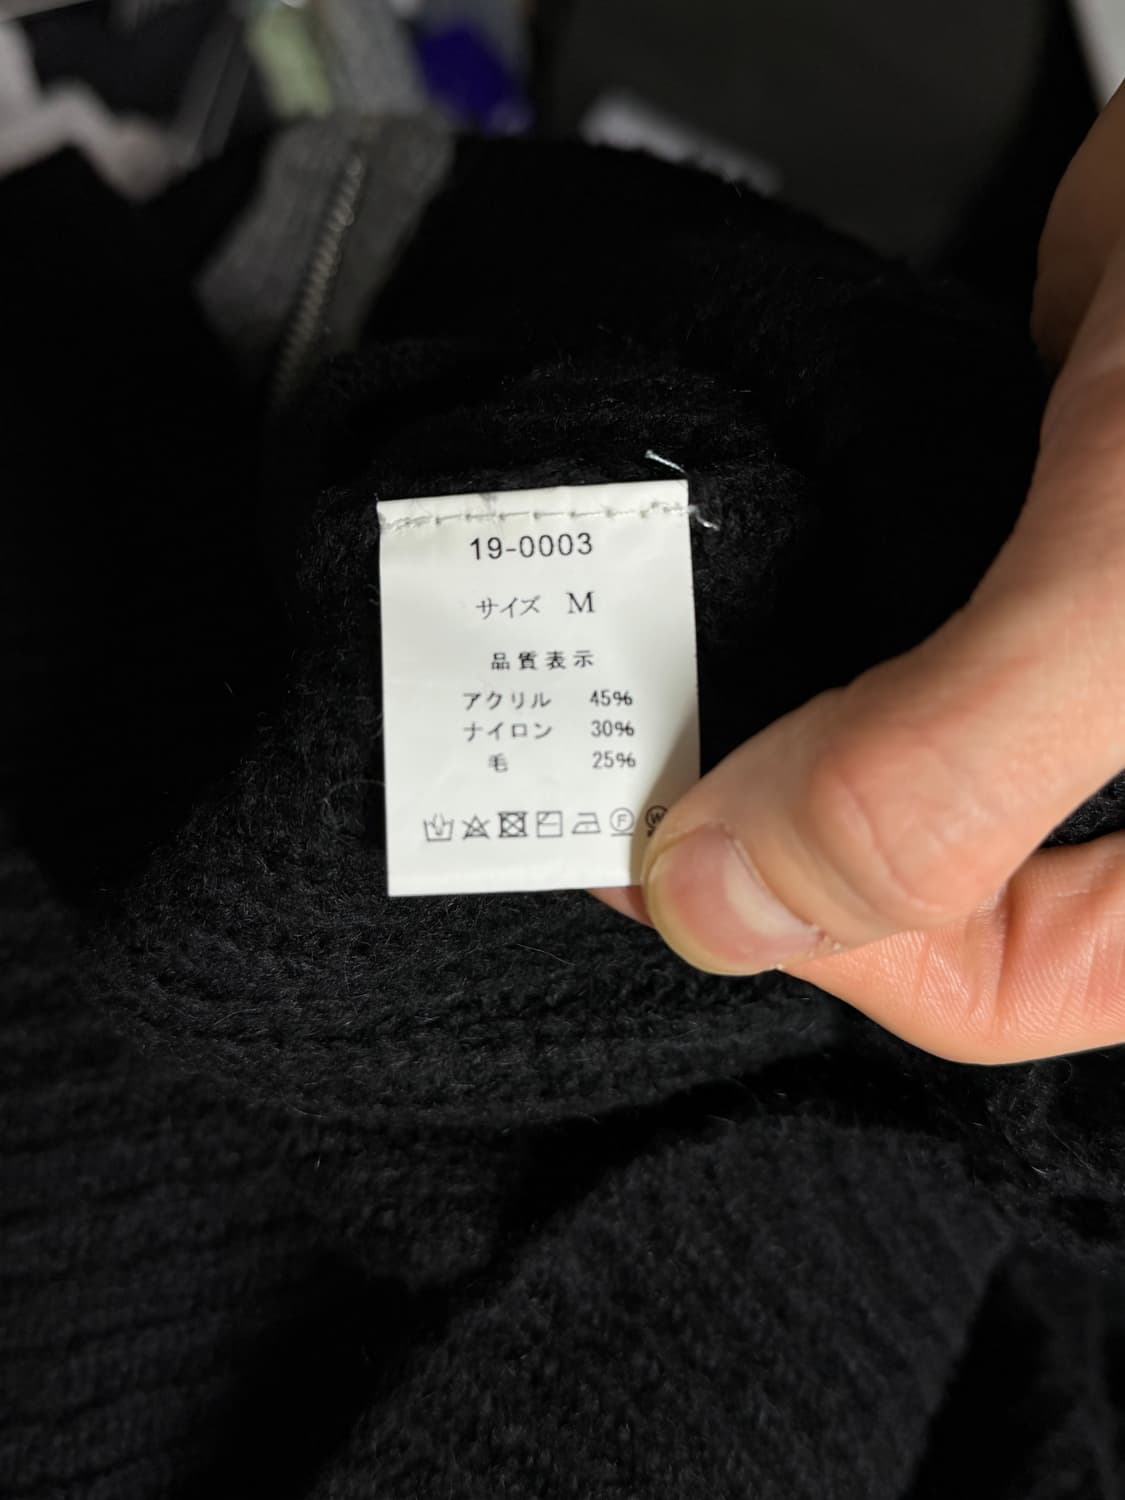 19-0003
サイズ M
品質表示
アクリル 45%
ナイロン 30%
毛 25%
F W